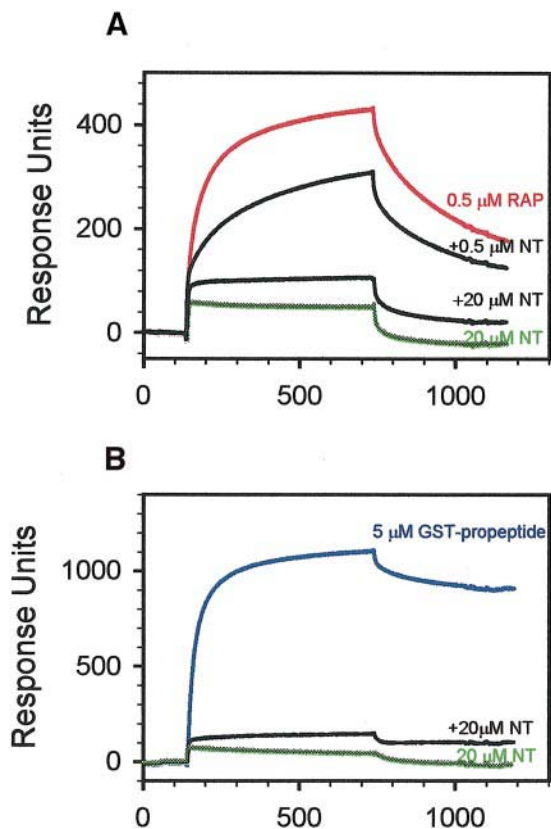 A
Response Units
400
200
0
0.5 μM RAP
+0.5 μM NT
+20 μM NT
20 μM NT
0 500 1000
B
Response Units
1000
500
0
5 μM GST-propeptide
+20μM NT
20 μM NT
0 500 1000